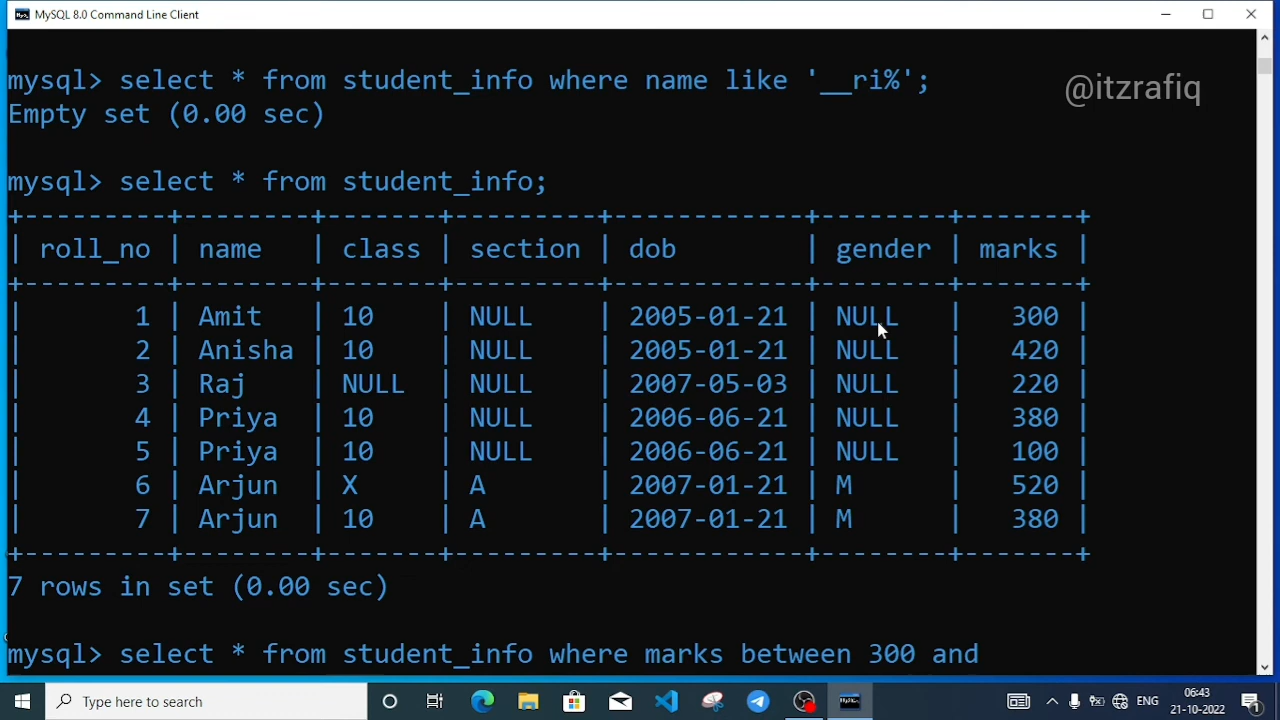 MySQL 8.0 Command Line Client
mysql> select * from student_info where name like '__ri%';
@itzrafiq
Empty set (0.00 sec)
mysql> select * from student_info;
+---------+--------+-------+---------+------------+--------+-------+
| roll_no | name | class | section | dob | gender | marks |
+---------+--------+-------+---------+------------+--------+-------+
| 1 | Amit | 10 | NULL | 2005-01-21 | NULL | 300 |
| 2 | Anisha | 10 | NULL | 2005-01-21 | NULL | 420 |
| 3 | Raj | NULL | NULL | 2007-05-03 | NULL | 220 |
| 4 | Priya | 10 | NULL | 2006-06-21 | NULL | 380 |
| 5 | Priya | 10 | NULL | 2006-06-21 | NULL | 100 |
| 6 | Arjun | X | A | 2007-01-21 | M | 520 |
| 7 | Arjun | 10 | A | 2007-01-21 | M | 380 |
+---------+--------+-------+---------+------------+--------+-------+
7 rows in set (0.00 sec)
mysql> select * from student_info where marks between 300 and
Type here to search
ENG
06:43
21-10-2022
1